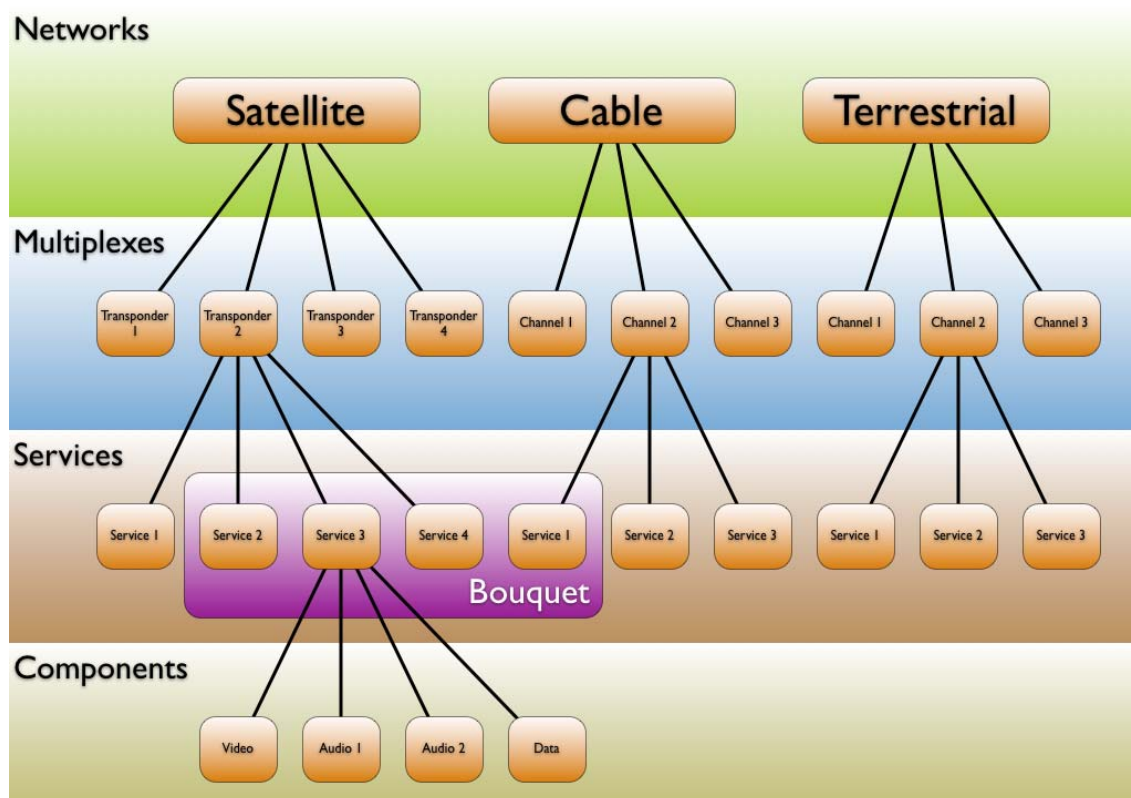 Networks
Satellite
Cable
Terrestrial
Multiplexes
Transponder
1
Transponder
2
Transponder
3
Transponder
4
Channel 1
Channel 2
Channel 3
Channel 1
Channel 2
Channel 3
Services
Service 1
Service 2
Service 3
Service 4
Service 1
Service 2
Service 3
Service 1
Service 2
Service 3
Bouquet
Components
Video
Audio 1
Audio 2
Data